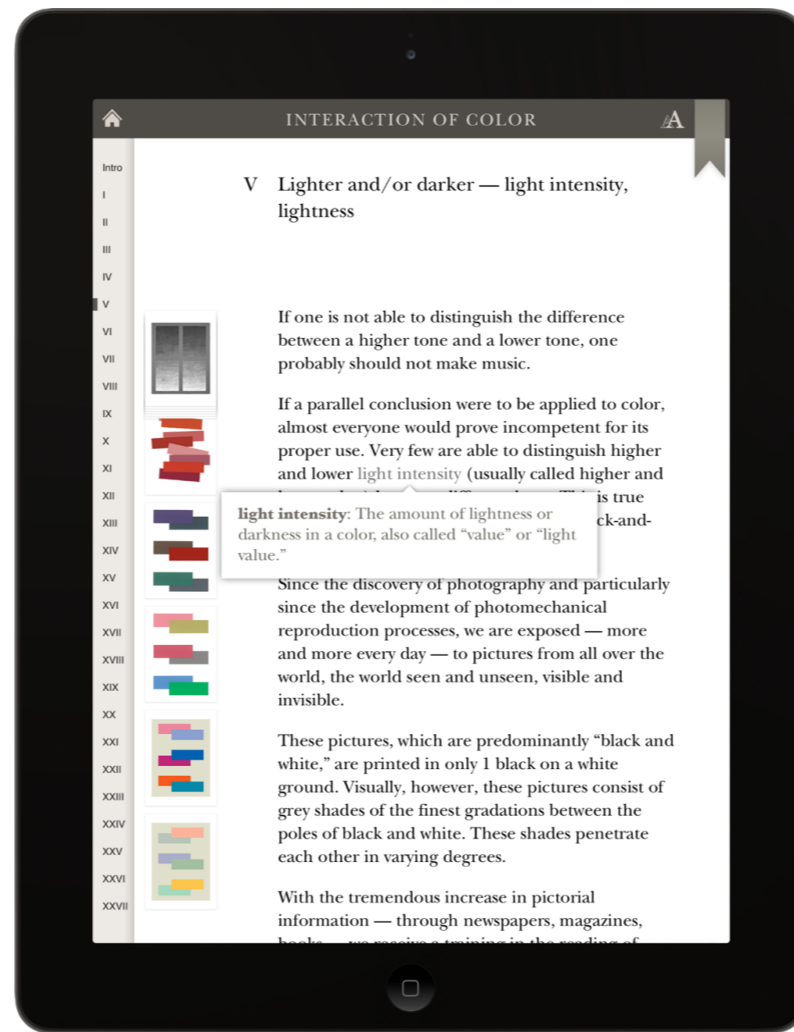 INTERACTION OF COLOR
AA
Intro
I
II
III
IV
V
VI
VII
VIII
IX
X
XI
XII
XIII
XIV
XV
XVI
XVII
XVIII
XIX
XX
XXI
XXII
XXIII
XXIV
XXV
XXVI
XXVII
V Lighter and/or darker — light intensity,
lightness
If one is not able to distinguish the difference
between a higher tone and a lower tone, one
probably should not make music.
If a parallel conclusion were to be applied to color,
almost everyone would prove incompetent for its
proper use. Very few are able to distinguish higher
and lower light intensity (usually called higher and
This is true
ck-and-
light intensity: The amount of lightness or
darkness in a color, also called “value” or “light
value.”
Since the discovery of photography and particularly
since the development of photomechanical
reproduction processes, we are exposed — more
and more every day — to pictures from all over the
world, the world seen and unseen, visible and
invisible.
These pictures, which are predominantly “black and
white,” are printed in only 1 black on a white
ground. Visually, however, these pictures consist of
grey shades of the finest gradations between the
poles of black and white. These shades penetrate
each other in varying degrees.
With the tremendous increase in pictorial
information — through newspapers, magazines,
books — we receive a training in the reading of